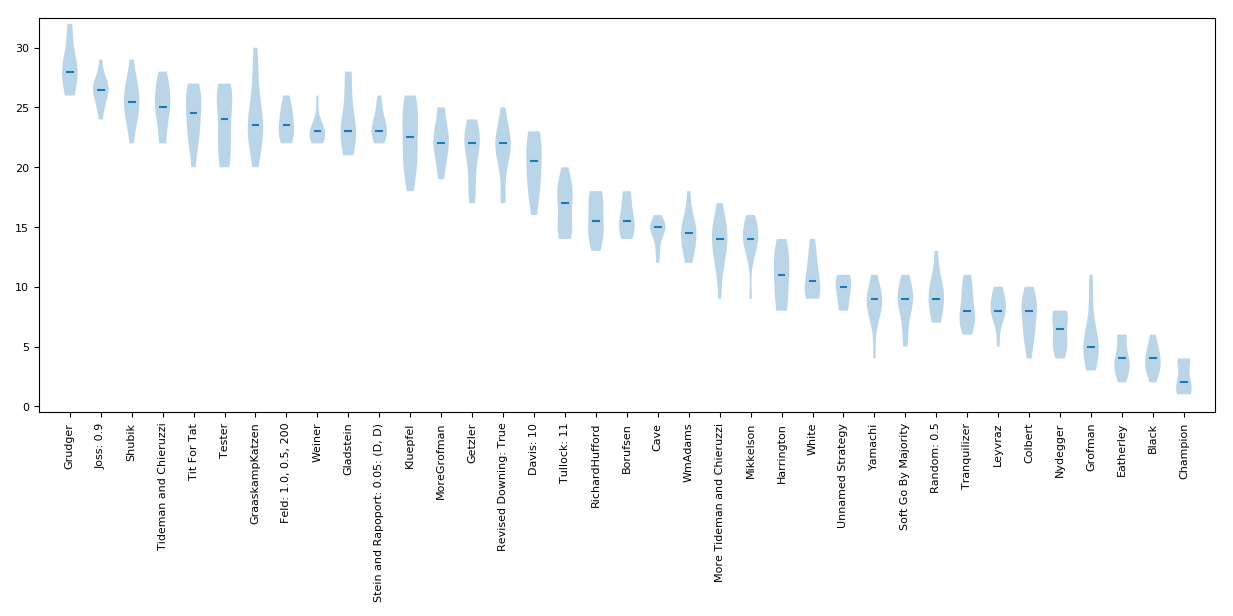 30
25
20
15
10
5
0
Grudger
Joss: 0.9
Shubik
Tideman and Chieruzzi
Tit For Tat
Tester
GraaskampKatzen
Feld: 1.0, 0.5, 200
Weiner
Gladstein
Stein and Rapoport: 0.05: (D, D)
Kluepfel
MoreGrofman
Getzler
Revised Downing: True
Davis: 10
Tullock: 11
RichardHufford
Borufsen
Cave
WmAdams
More Tideman and Chieruzzi
Mikkelson
Harrington
White
Unnamed Strategy
Yamachi
Soft Go By Majority
Random: 0.5
Tranquilizer
Leyvraz
Colbert
Nydegger
Grofman
Eatherley
Black
Champion